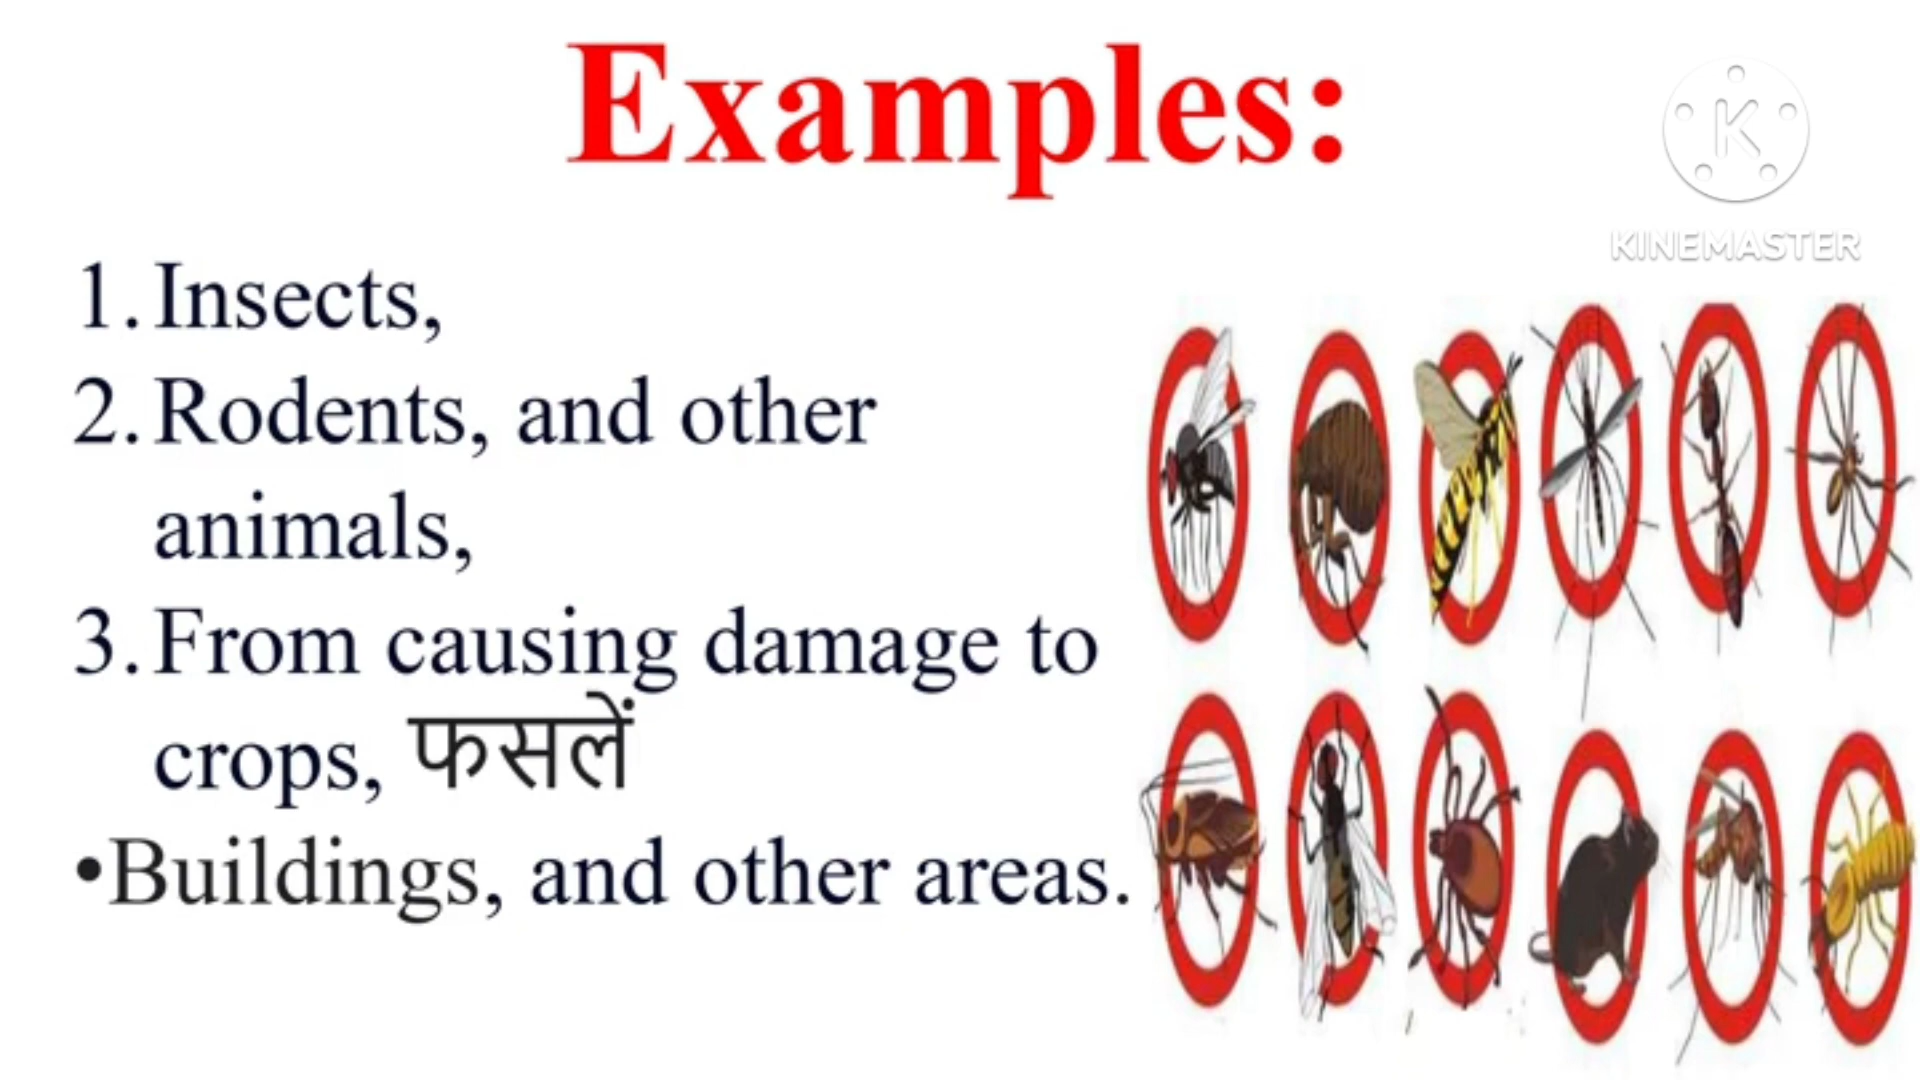 Examples:
K
KINEMASTER
1. Insects,
2. Rodents, and other
animals,
3. From causing damage to
crops, फसलें
•Buildings, and other areas.